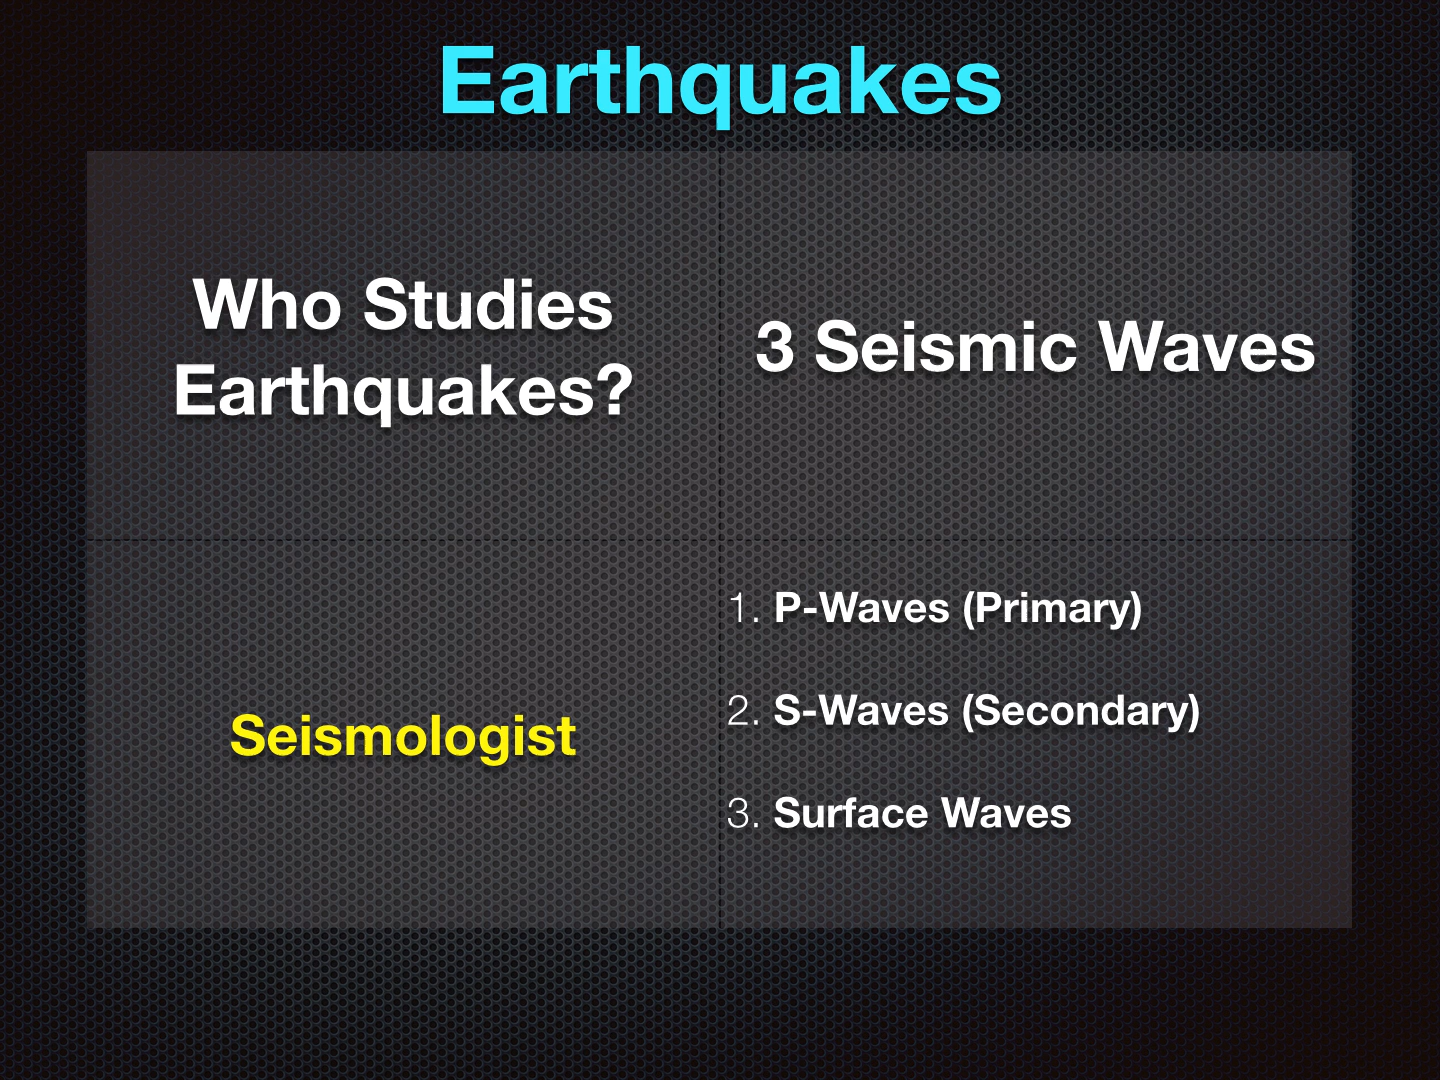 Earthquakes
Who Studies
Earthquakes?
3 Seismic Waves
Seismologist
1. P-Waves (Primary)
2. S-Waves (Secondary)
3. Surface Waves